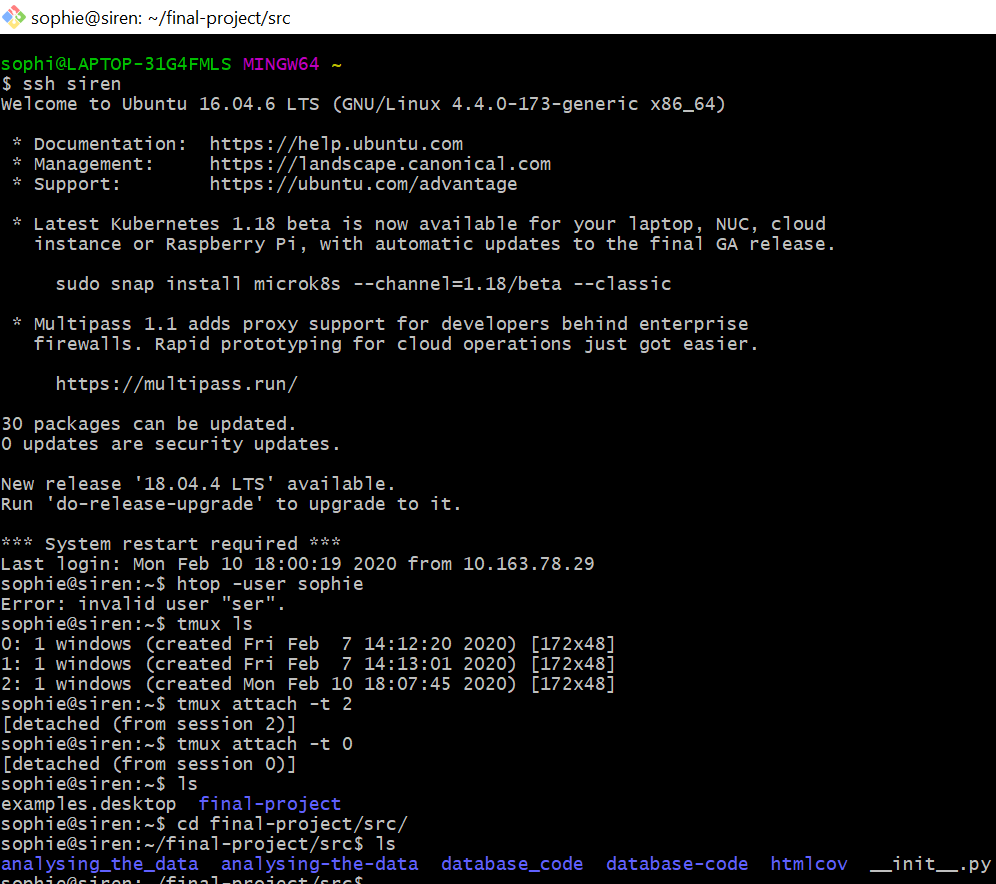 sophie@siren: ~/final-project/src
sophi@LAPTOP-31G4FMLS MINGW64 ~
$ ssh siren
Welcome to Ubuntu 16.04.6 LTS (GNU/Linux 4.4.0-173-generic x86_64)
* Documentation:  https://help.ubuntu.com
* Management:     https://landscape.canonical.com
* Support:        https://ubuntu.com/advantage
* Latest Kubernetes 1.18 beta is now available for your laptop, NUC, cloud
instance or Raspberry Pi, with automatic updates to the final GA release.
sudo snap install microk8s --channel=1.18/beta --classic
* Multipass 1.1 adds proxy support for developers behind enterprise
firewalls. Rapid prototyping for cloud operations just got easier.
https://multipass.run/
30 packages can be updated.
0 updates are security updates.
New release '18.04.4 LTS' available.
Run 'do-release-upgrade' to upgrade to it.
*** System restart required ***
Last login: Mon Feb 10 18:00:19 2020 from 10.163.78.29
sophie@siren:~$ htop -user sophie
Error: invalid user "ser".
sophie@siren:~$ tmux ls
0: 1 windows (created Fri Feb  7 14:12:20 2020) [172x48]
1: 1 windows (created Fri Feb  7 14:13:01 2020) [172x48]
2: 1 windows (created Mon Feb 10 18:07:45 2020) [172x48]
sophie@siren:~$ tmux attach -t 2
[detached (from session 2)]
sophie@siren:~$ tmux attach -t 0
[detached (from session 0)]
sophie@siren:~$ ls
examples.desktop  final-project
sophie@siren:~$ cd final-project/src/
sophie@siren:~/final-project/src$ ls
analysing_the_data  analysing-the-data  database_code  database-code  htmlcov  __init__.py
sophie@siren:~/final-project/src$